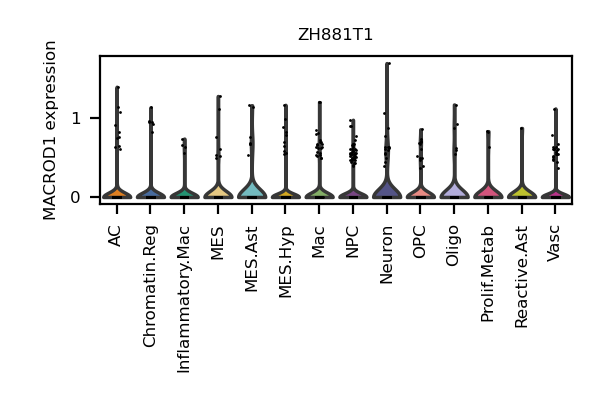 ZH881T1
MACROD1 expression
1
0
AC
Chromatin.Reg
Inflammatory.Mac
MES
MES.Ast
MES.Hyp
Mac
NPC
Neuron
OPC
Oligo
Prolif.Metab
Reactive.Ast
Vasc